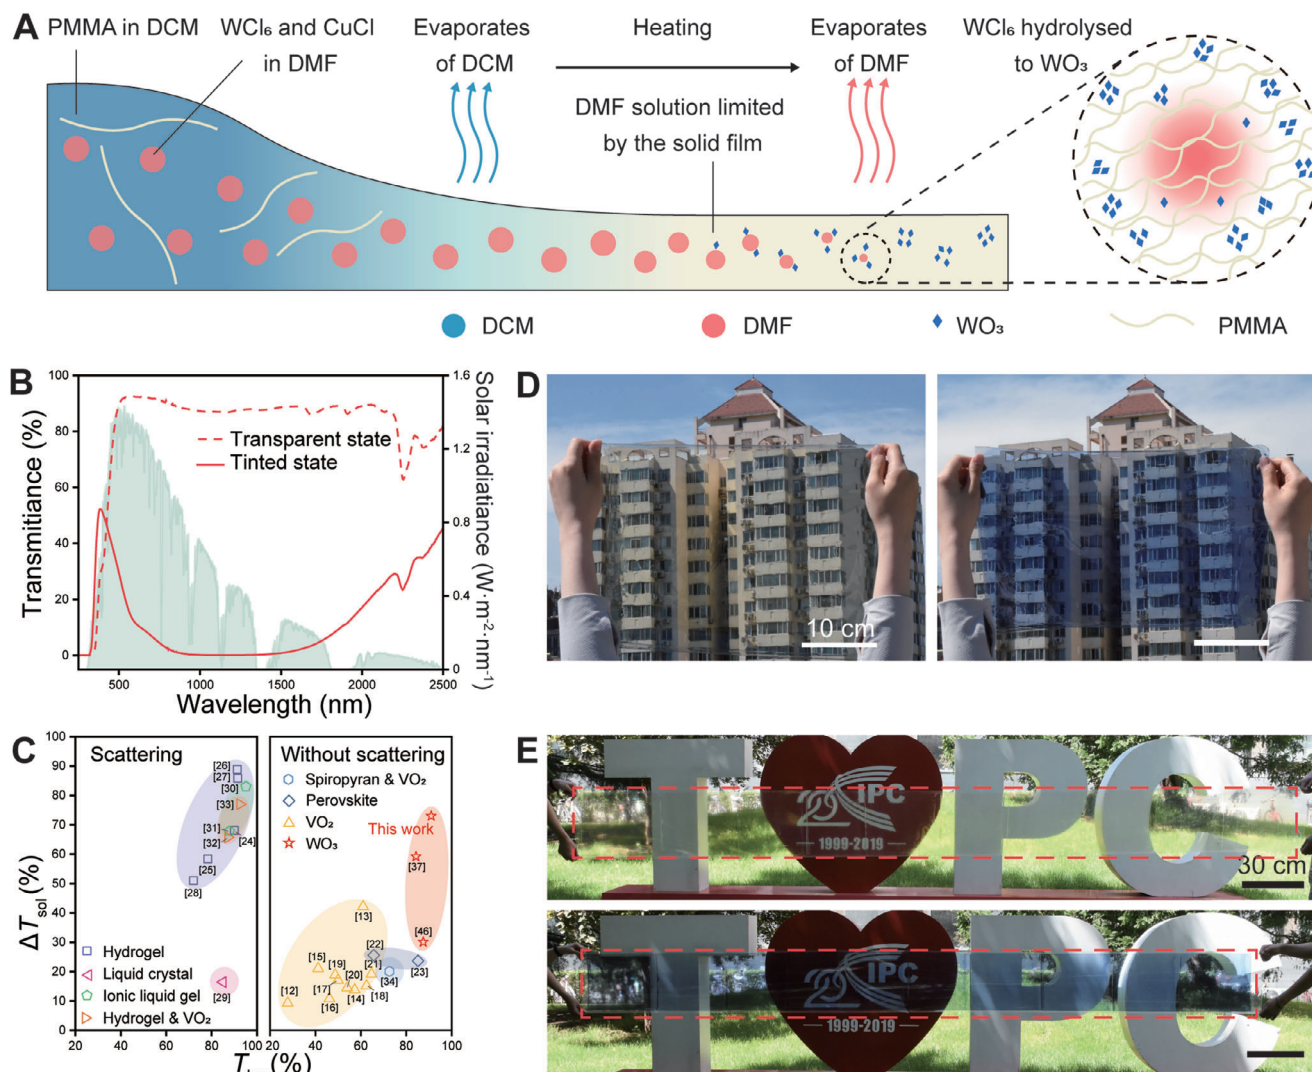 A
PMMA in DCM
WCl₆ and CuCl
in DMF
Evaporates
of DCM
Heating
DMF solution limited
by the solid film
Evaporates
of DMF
WCl₆ hydrolysed
to WO₃
DCM
DMF
WO₃
PMMA
B
Transmitiance (%)
100
80
60
40
20
0
Transparent state
Tinted state
1.6
1.2
0.8
0.4
0
Solar irradiatiance (W·m⁻²·nm⁻¹)
500
1000
1500
2000
2500
Wavelength (nm)
C
ΔTsol (%)
100
90
80
70
60
50
40
30
20
10
0
Scattering
[26]
[27]
[30]
[33]
[31]
[32]
[24]
[25]
[28]
Hydrogel
Liquid crystal
Ionic liquid gel
Hydrogel & VO₂
[29]
20
40
60
80
100
Without scattering
Spiropyran & VO₂
Perovskite
VO₂
WO₃
This work
[37]
[13]
[46]
[22]
[15]
[19]
[21]
[20]
[34]
[23]
[17]
[12]
[16]
[14]
[18]
20
40
60
80
100
(%)
D
10 cm
E
I
IPC
1999-2019
P
C
30 cm
I
IPC
1999-2019
P
C